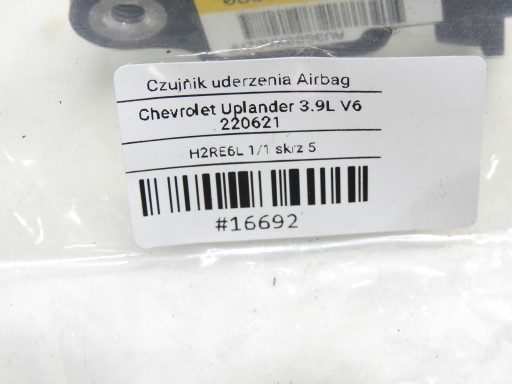 Czujnik uderzenia Airbag
Chevrolet Uplander 3.9L V6
220621
H2RE6L 1/1 skrz 5
#16692